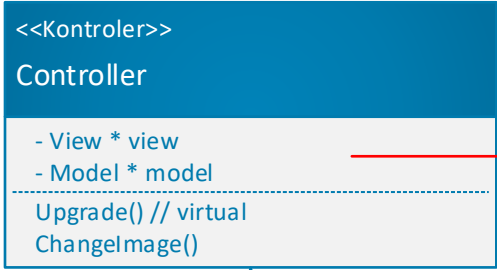 <<Kontroler>>
Controller
- View * view
- Model * model
Upgrade() // virtual
ChangeImage()